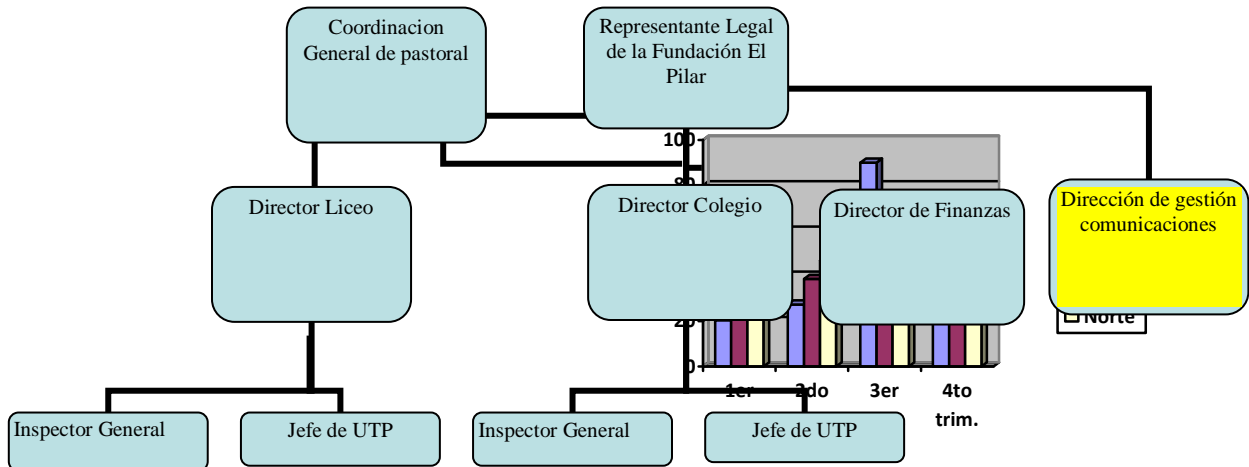 Coordinacion
General de pastoral
Representante Legal
de la Fundación El
Pilar
Director Liceo
Director Colegio
Director de Finanzas
Dirección de gestión
comunicaciones
100
80
0
1er
2do
3er
4to
trim.
Norte
Inspector General
Jefe de UTP
Inspector General
Jefe de UTP